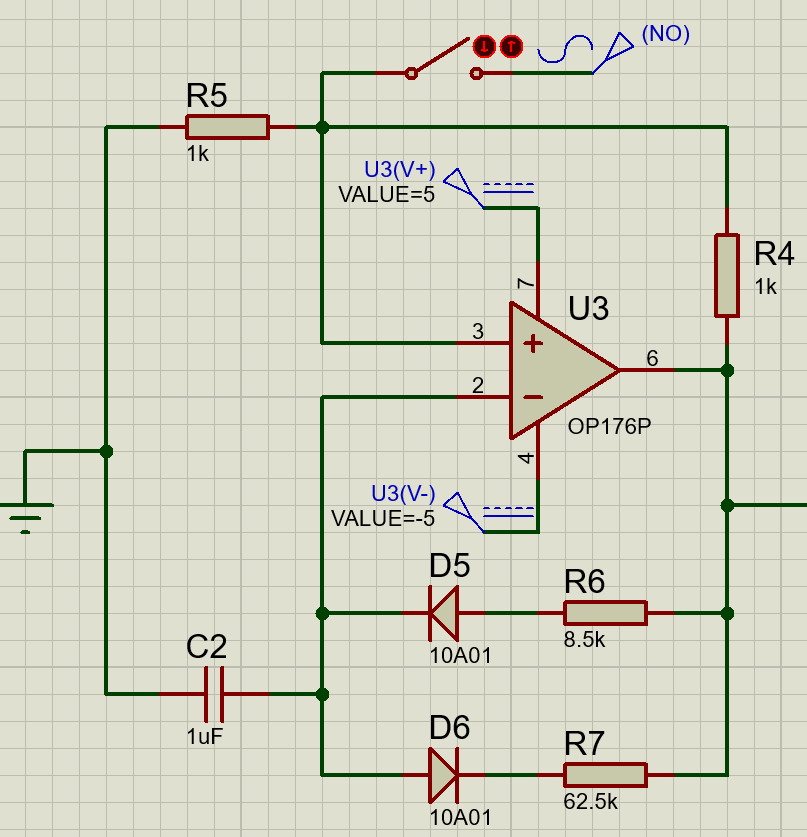 (NO)
R5
1k
U3(V+)
VALUE=5
R4
1k
7
U3
3
2
6
OP176P
4
U3(V-)
VALUE=-5
D5
10A01
R6
8.5k
C2
1uF
D6
10A01
R7
62.5k